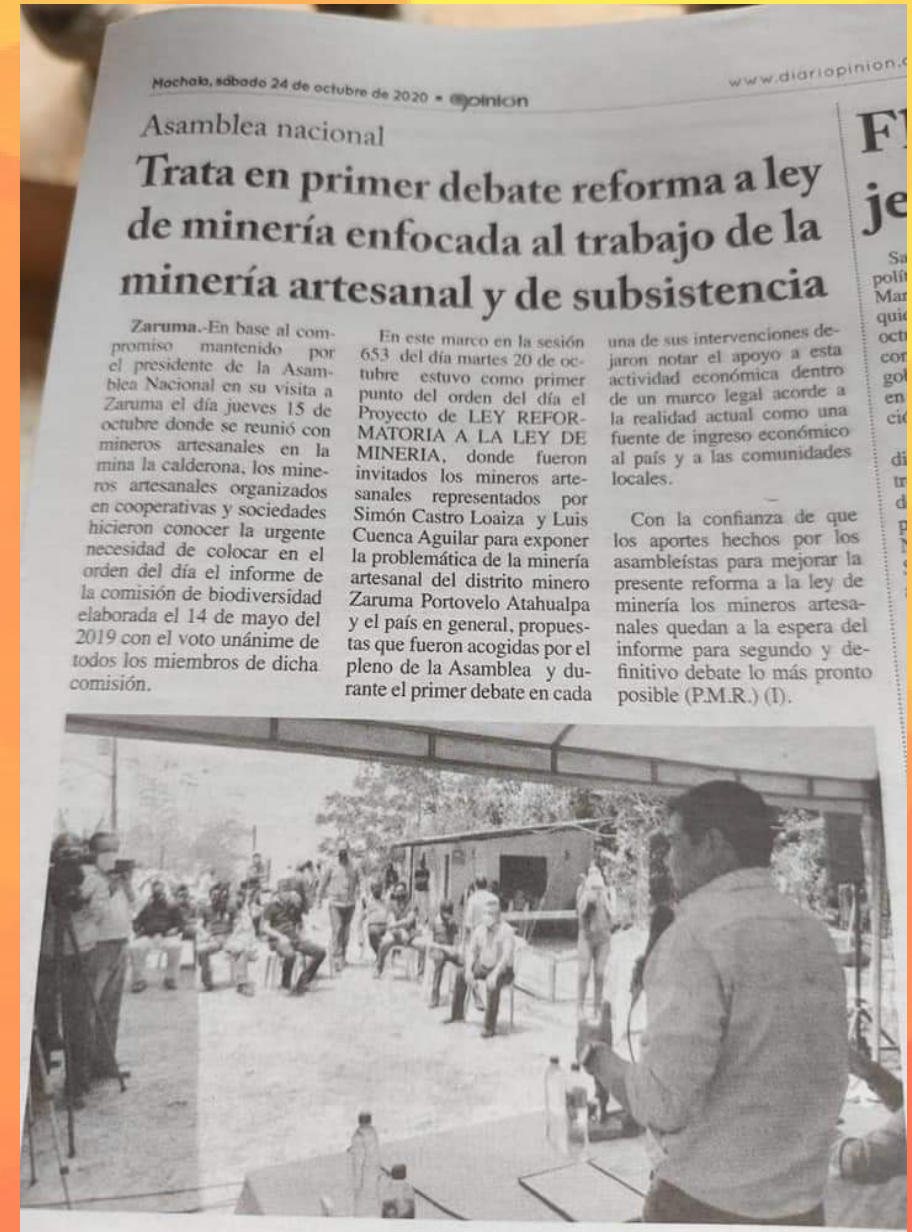 Machala, sábado 24 de octubre de 2020 • Opinión
www.diariopinion.c
Asamblea nacional
Trata en primer debate reforma a ley
de minería enfocada al trabajo de la
minería artesanal y de subsistencia
Zaruma.-En base al com-
promiso mantenido por
el presidente de la Asam-
blea Nacional en su visita a
Zaruma el día jueves 15 de
octubre donde se reunió con
mineros artesanales en la
mina la calderona, los mine-
ros artesanales organizados
en cooperativas y sociedades
hicieron conocer la urgente
necesidad de colocar en el
orden del día el informe de
la comisión de biodiversidad
elaborada el 14 de mayo del
2019 con el voto unánime de
todos los miembros de dicha
comisión.
En este marco en la sesión
653 del día martes 20 de oc-
tubre estuvo como primer
punto del orden del día el
Proyecto de LEY REFOR-
MATORIA A LA LEY DE
MINERIA, donde fueron
invitados los mineros arte-
sanales representados por
Simón Castro Loaiza y Luis
Cuenca Aguilar para exponer
la problemática de la minería
artesanal del distrito minero
Zaruma Portovelo Atahualpa
y el país en general, propues-
tas que fueron acogidas por el
pleno de la Asamblea y du-
rante el primer debate en cada
una de sus intervenciones de-
jaron notar el apoyo a esta
actividad económica dentro
de un marco legal acorde a
la realidad actual como una
fuente de ingreso económico
al país y a las comunidades
locales.
Con la confianza de que
los aportes hechos por los
asambleístas para mejorar la
presente reforma a la ley de
minería los mineros artesa-
nales quedan a la espera del
informe para segundo y de-
finitivo debate lo más pronto
posible (P.M.R.) (I).
je
Sa
polít
Mar
quie
octu
con
gob
en
ció
di
tr
d
p